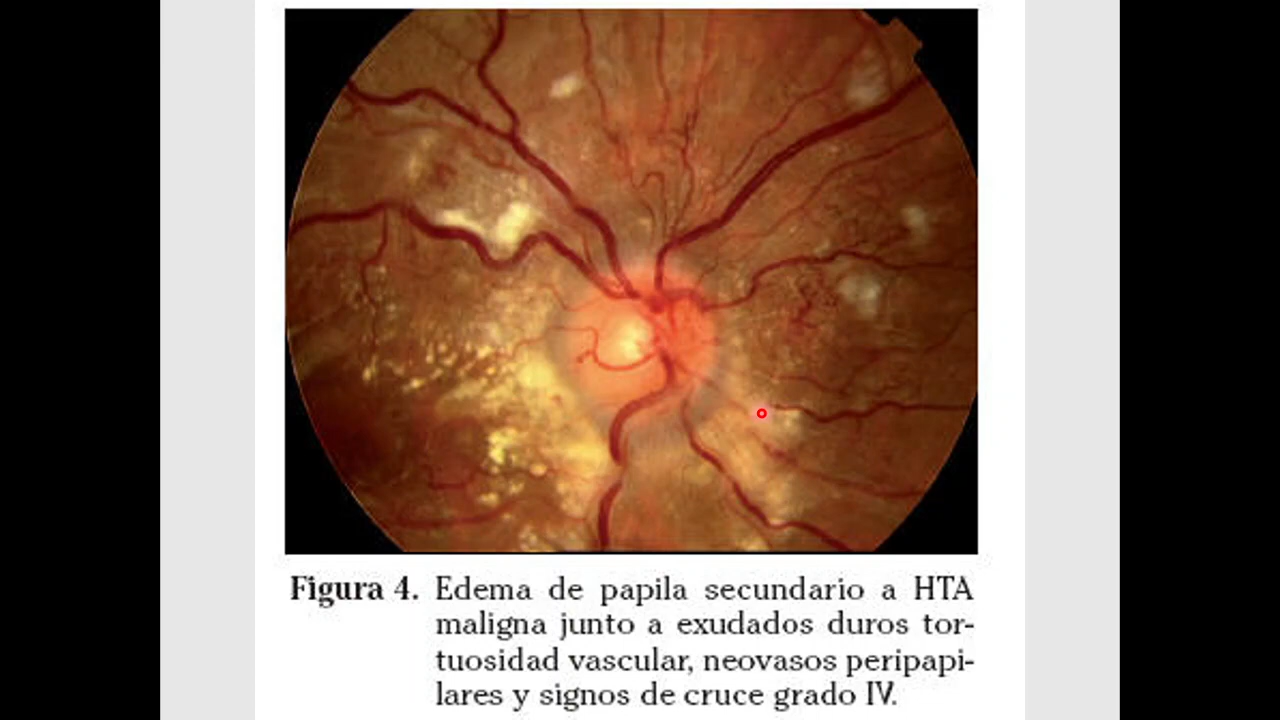 Figura 4. Edema de papila secundario a HTA
maligna junto a exudados duros tor-
tuosidad vascular, neovasos peripapi-
lares y signos de cruce grado IV.